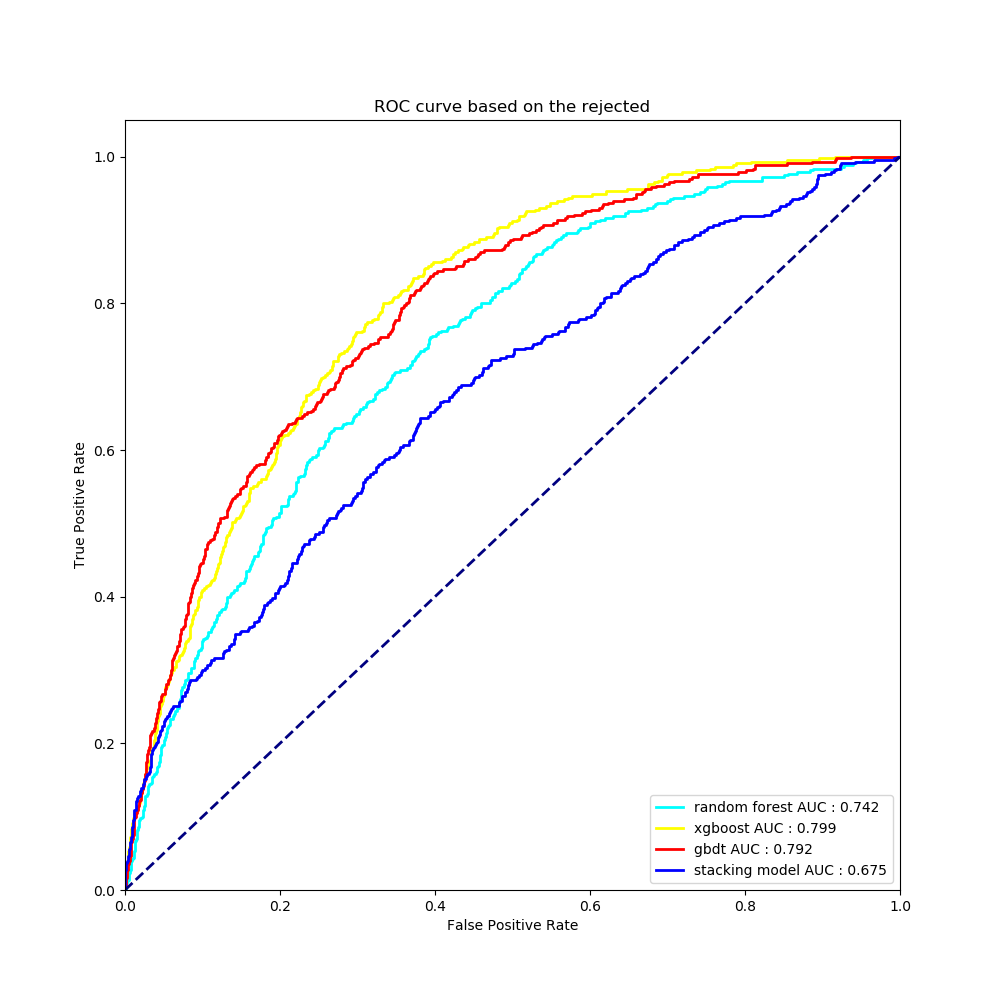 ROC curve based on the rejected
1.0
0.8
0.6
0.4
0.2
0.0
True Positive Rate
random forest AUC : 0.742
xgboost AUC : 0.799
gbdt AUC : 0.792
stacking model AUC : 0.675
0.0 0.2 0.4 0.6 0.8 1.0
False Positive Rate